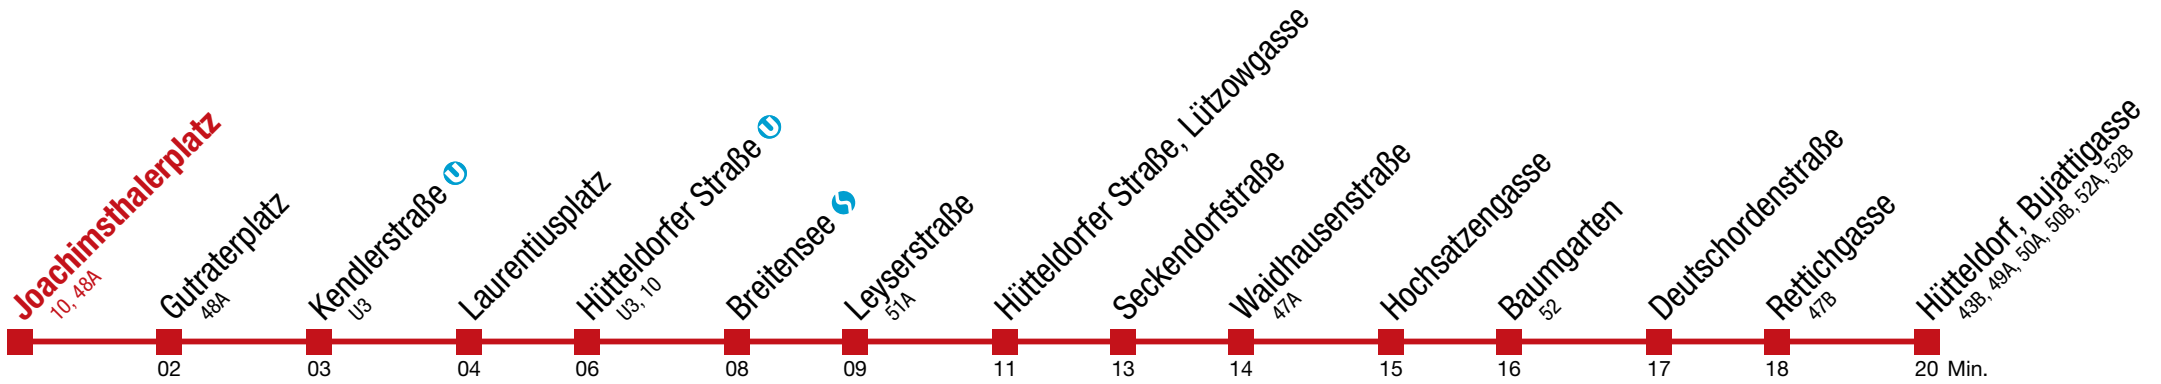 Joachimsthalerplatz
10, 48A
Gutraterplatz
48A
Kendlerstraße U
U3
Laurentiusplatz
Hütteldorfer Straße U
U3, 10
Breitensee S
Leyserstraße
51A
Hütteldorfer Straße, Lützowgasse
Seckendorfstraße
Waidhausenstraße
47A
Hochsatzengasse
Baumgarten
52
Deutschordenstraße
Rettichgasse
47B
Hütteldorf, Bujattigasse
43B, 49A, 50A, 50B, 52A, 52B
02 03 04 06 08 09 11 13 14 15 16 17 18 20 Min.